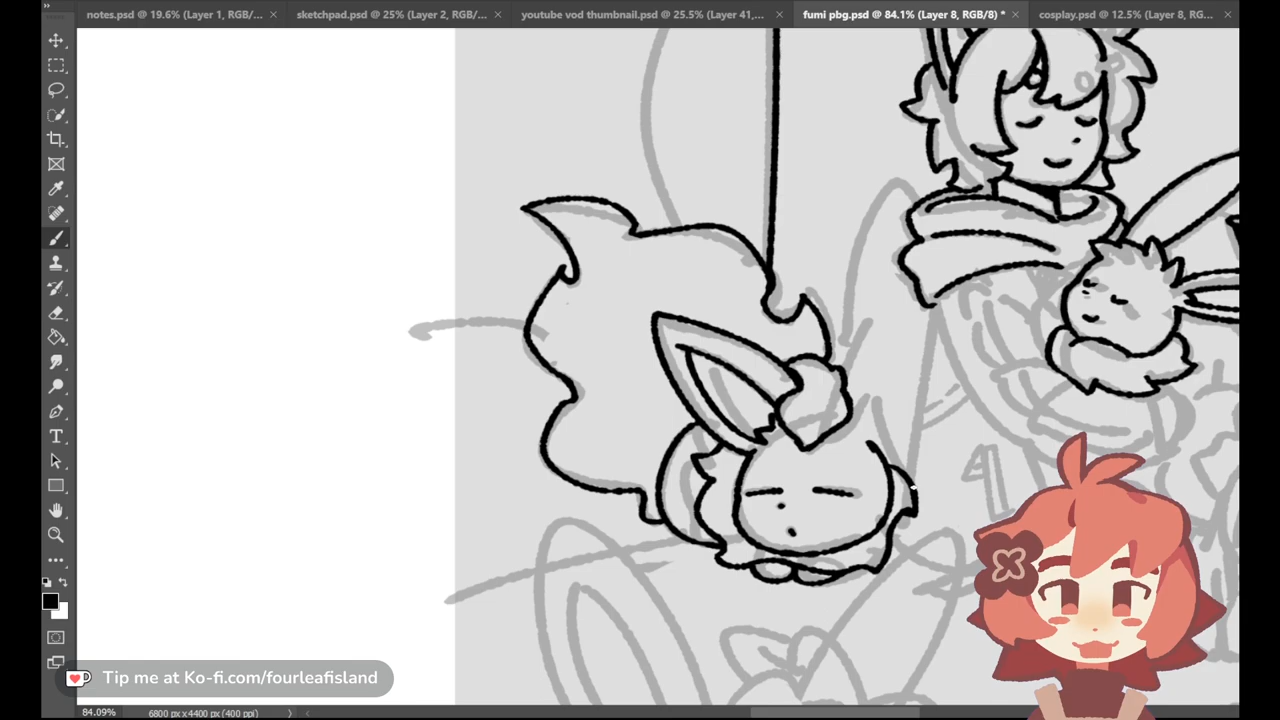 notes.psd @ 19.6% (Layer 1, RGB/...
sketchpad.psd @ 25% (Layer 2, RGB/...
youtube vod thumbnail.psd @ 25.5% (Layer 41,...
fumi pbg.psd @ 84.1% (Layer 8, RGB/8) *
cosplay.psd @ 12.5% (Layer 8, RG...
Tip me at Ko-fi.com/fourleafisland
84.09%
6800 px x 4400 px (400 ppi)